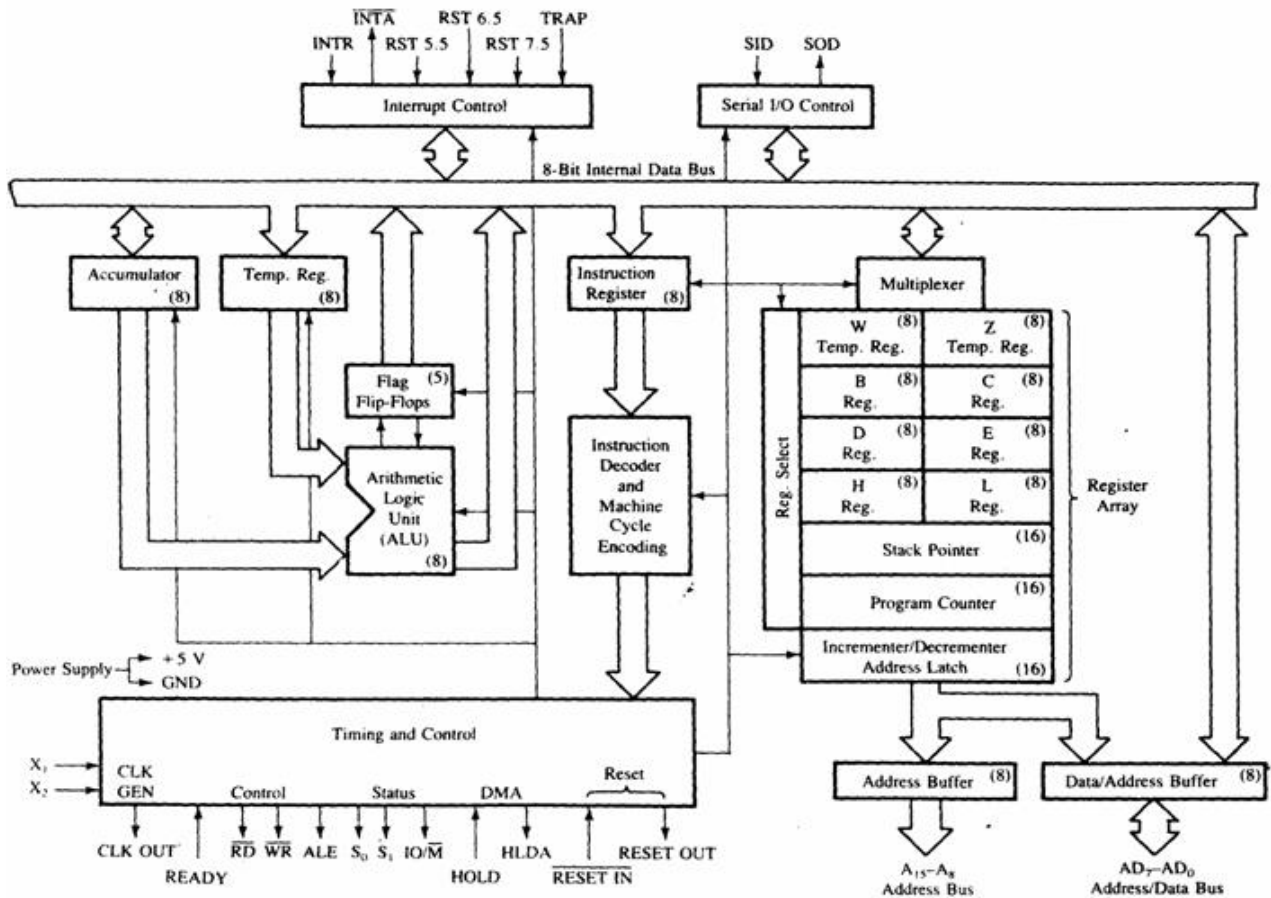 INTR
INTA
RST 5.5
RST 6.5
RST 7.5
TRAP
SID
SOD
Interrupt Control
Serial I/O Control
8-Bit Internal Data Bus
Accumulator
(8)
Temp. Reg.
(8)
Instruction
Register
(8)
Multiplexer
Flag
Flip-Flops
(5)
Arithmetic
Logic
Unit
(ALU)
(8)
Instruction
Decoder
and
Machine
Cycle
Encoding
Reg. Select
W
(8)
Temp. Reg.
Z
(8)
Temp. Reg.
B
(8)
Reg.
C
(8)
Reg.
D
(8)
Reg.
E
(8)
Reg.
H
(8)
Reg.
L
(8)
Reg.
Stack Pointer
(16)
Program Counter
(16)
Incrementer/Decrementer
Address Latch
(16)
Register
Array
Power Supply
+5 V
GND
Timing and Control
X₁
X₂
CLK
GEN
Control
Status
DMA
Reset
CLK OUT
READY
RD
WR
ALE
S₀
S₁
IO/M
HOLD
HLDA
RESET IN
RESET OUT
Address Buffer
(8)
Data/Address Buffer
(8)
A₁₅–A₈
Address Bus
AD₇–AD₀
Address/Data Bus